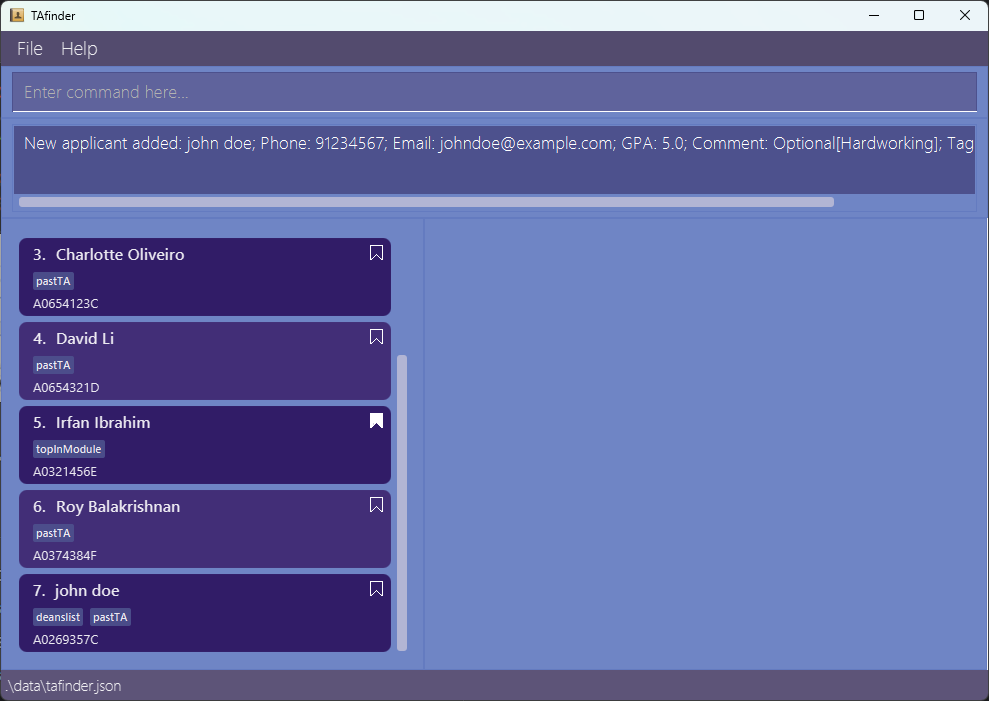 TAfinder
File Help
Enter command here...
New applicant added: john doe; Phone: 91234567; Email: johndoe@example.com; GPA: 5.0; Comment: Optional[Hardworking]; Tag
3. Charlotte Oliveiro
pastTA
A0654123C
4. David Li
pastTA
A0654321D
5. Irfan Ibrahim
topInModule
A0321456E
6. Roy Balakrishnan
pastTA
A0374384F
7. john doe
deanslist pastTA
A0269357C
.\data\tafinder.json